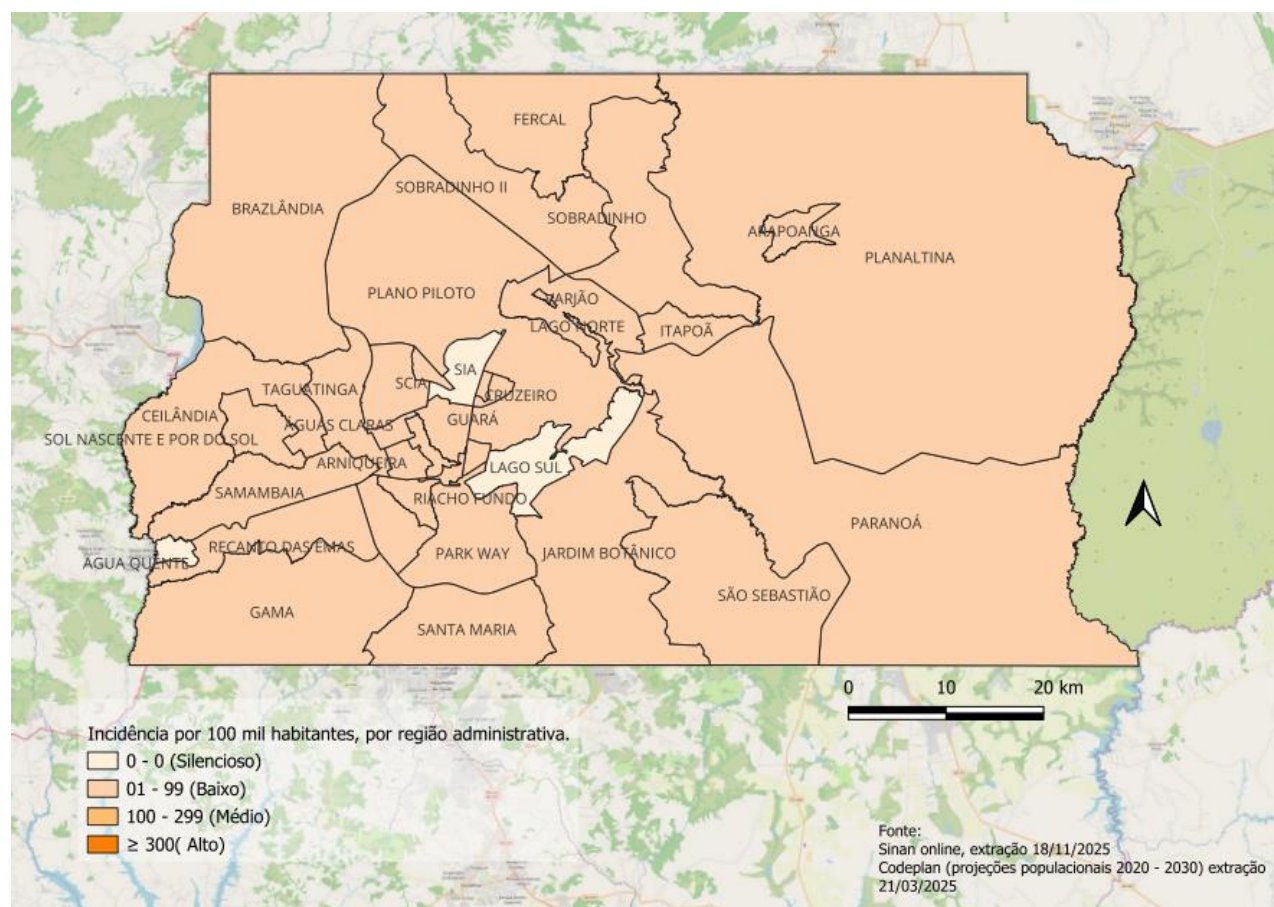 FERCAL
SOBRADINHO II
BRAZLÂNDIA
SOBRADINHO
ARAPOANGA
PLANALTINA
PLANO PILOTO
VARJÃO
LAGO NORTE
ITAPOÃ
SIA
SCIA
TAGUATINGA
CRUZEIRO
CEILÂNDIA
GUARÁ
ÁGUAS CLARAS
SOL NASCENTE E POR DO SOL
ARNIQUEIRA
LAGO SUL
SAMAMBAIA
RIACHO FUNDO
PARANOÁ
RECANTO DAS EMAS
PARK WAY
JARDIM BOTÂNICO
ÁGUA QUENTE
SÃO SEBASTIÃO
GAMA
SANTA MARIA
0 10 20 km
Incidência por 100 mil habitantes, por região administrativa.
0 - 0 (Silencioso)
01 - 99 (Baixo)
100 - 299 (Médio)
≥ 300( Alto)
Fonte:
Sinan online, extração 18/11/2025
Codeplan (projeções populacionais 2020 - 2030) extração
21/03/2025